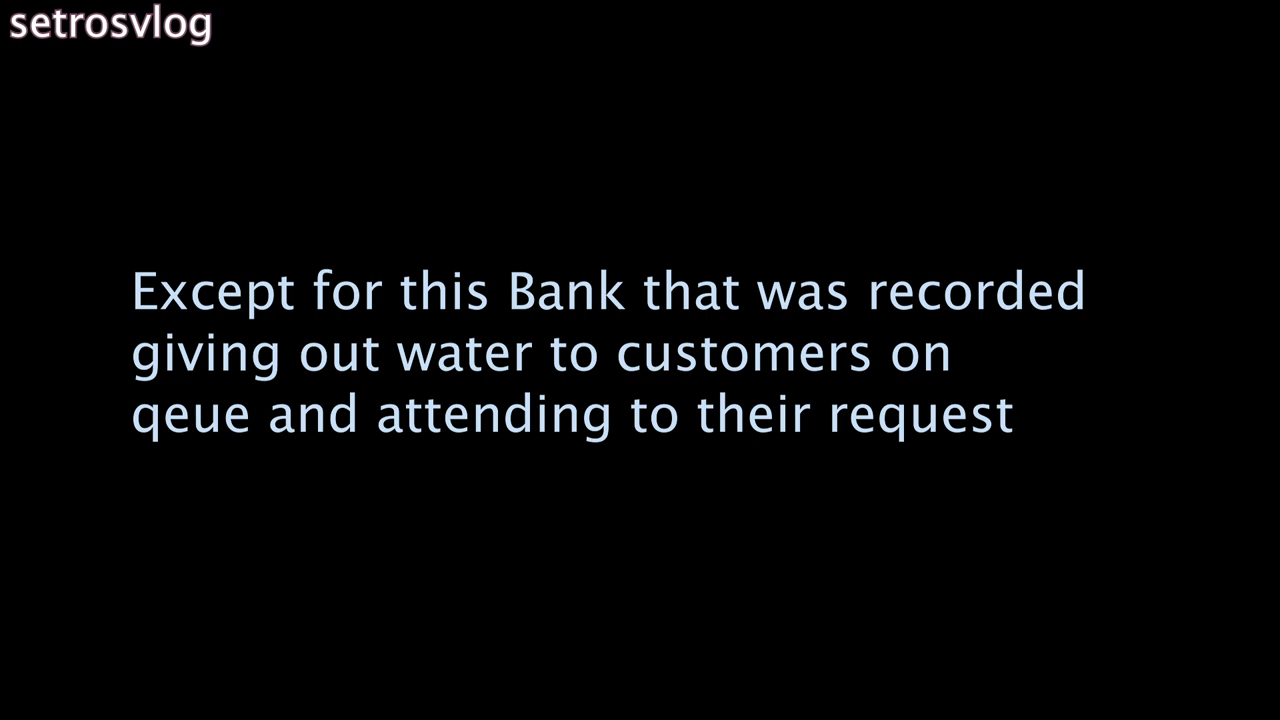 setrosvlog
Except for this Bank that was recorded
giving out water to customers on
qeue and attending to their request